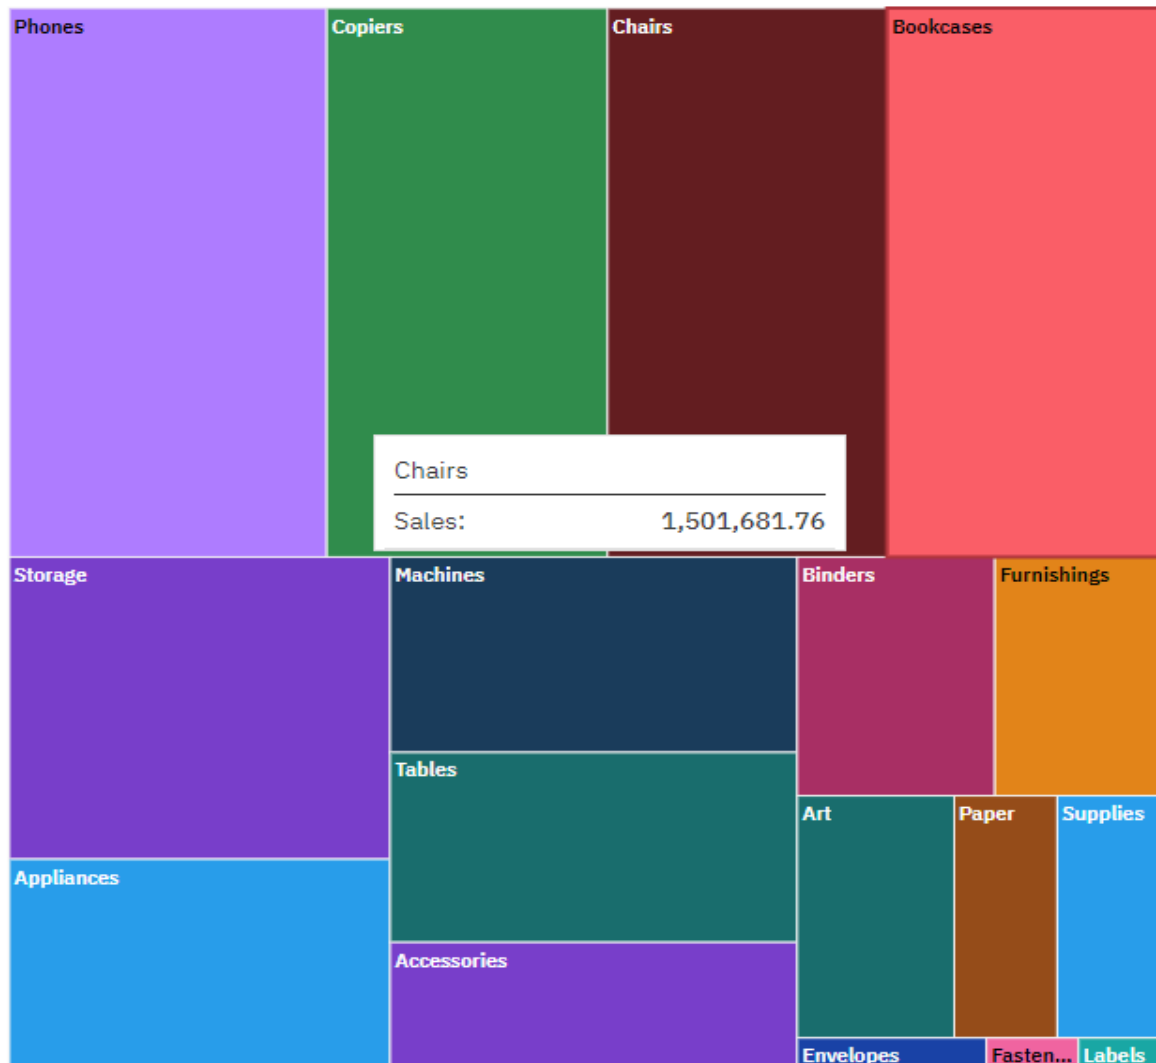 Phones
Copiers
Chairs
Bookcases
Chairs
Sales: 1,501,681.76
Storage
Machines
Binders
Furnishings
Tables
Art
Paper
Supplies
Appliances
Accessories
Envelopes
Fasten...
Labels